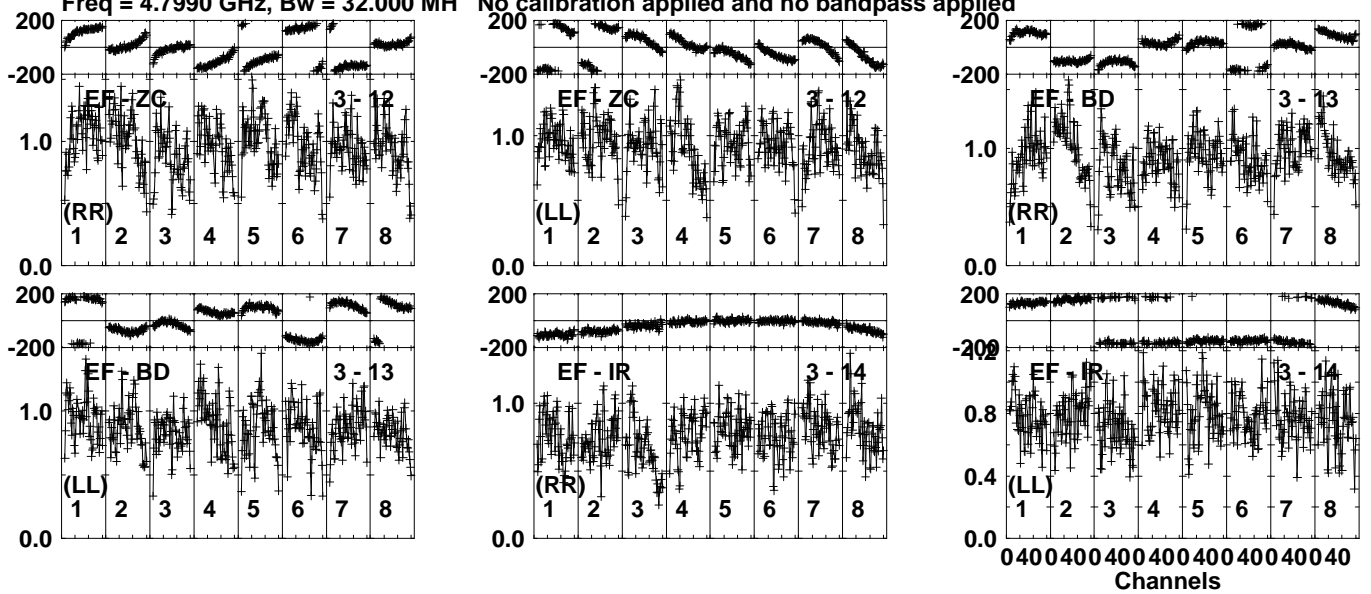 Freq = 4.7990 GHz, Bw = 32.000 MH No calibration applied and no bandpass applied
200
-200
EF - ZC 3 - 12
1.0
(RR)
1 2 3 4 5 6 7 8
0.0
200
-200
EF - ZC 3 - 12
1.0
(LL)
1 2 3 4 5 6 7 8
0.0
200
-200
EF - BD 3 - 13
1.0
(RR)
1 2 3 4 5 6 7 8
0.0
200
-200
EF - BD 3 - 13
1.0
(LL)
1 2 3 4 5 6 7 8
0.0
200
-200
EF - IR 3 - 14
1.0
(RR)
1 2 3 4 5 6 7 8
0.0
200
-200
1.2
EF - IR 3 - 14
0.8
0.4
(LL)
1 2 3 4 5 6 7 8
0.0
0 40 0 40 0 40 0 40 0 40 0 40 0 40 0 40
Channels